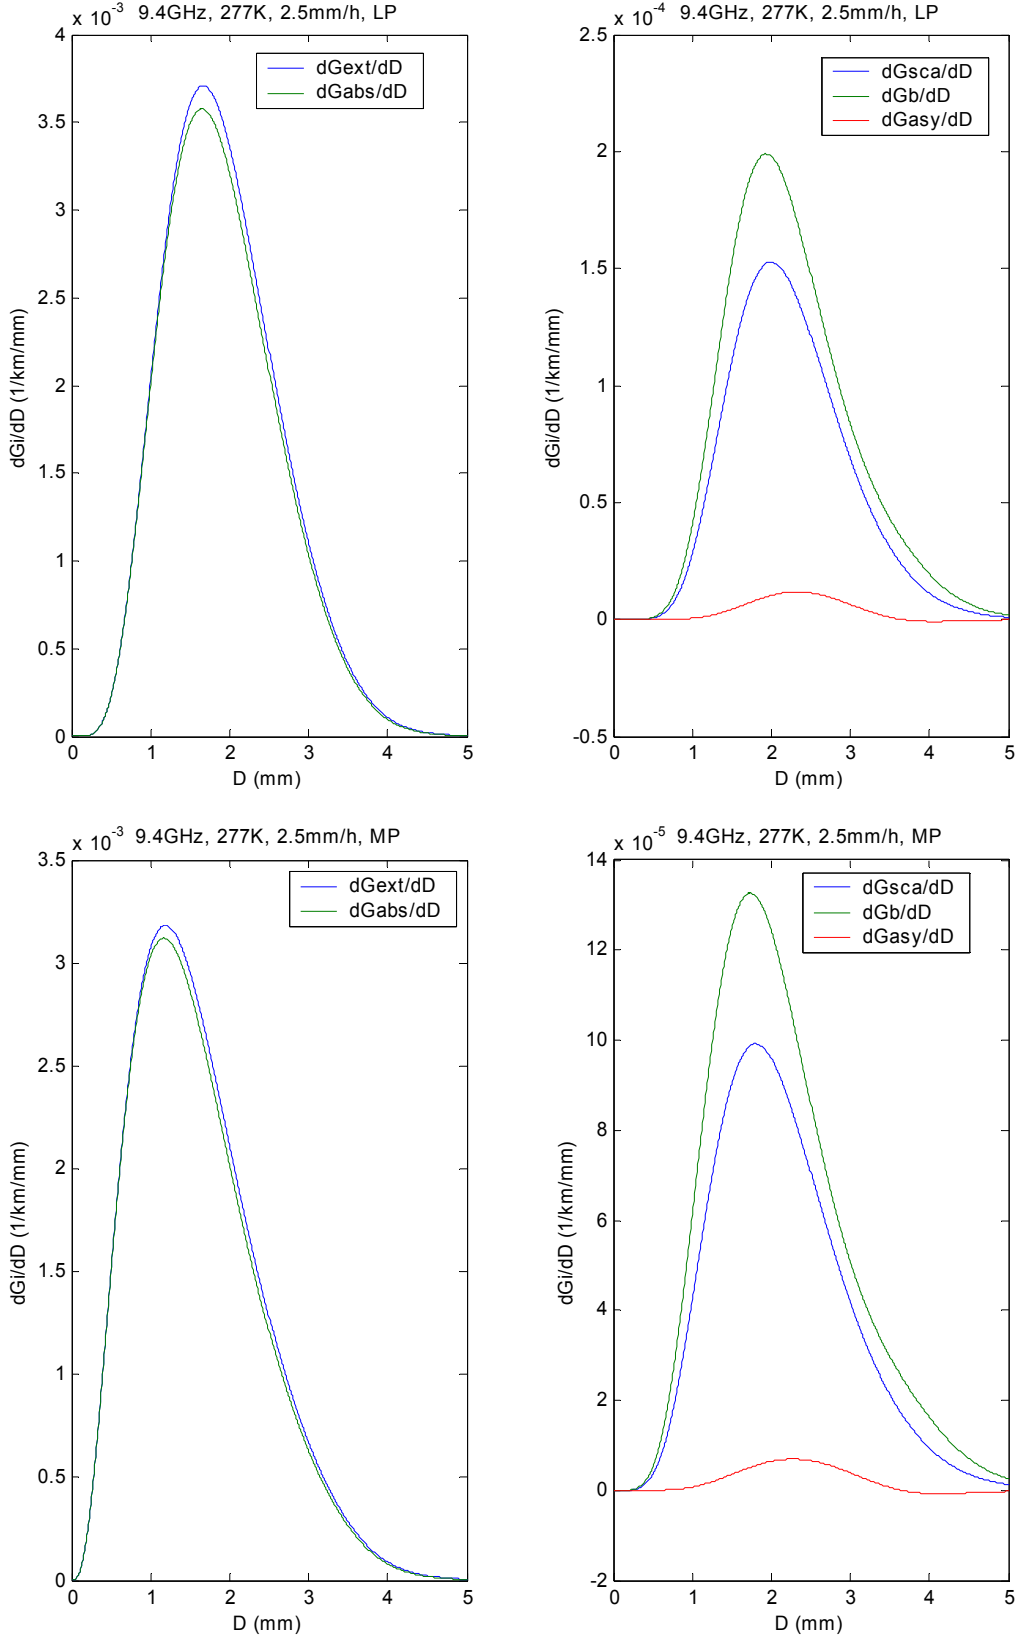 x 10-3 9.4GHz, 277K, 2.5mm/h, LP
dGext/dD
dGabs/dD
4
3.5
3
2.5
2
1.5
1
0.5
0
dGi/dD (1/km/mm)
0 1 2 3 4 5
D (mm)
x 10-4 9.4GHz, 277K, 2.5mm/h, LP
dGsca/dD
dGb/dD
dGasy/dD
2.5
2
1.5
1
0.5
0
-0.5
dGi/dD (1/km/mm)
0 1 2 3 4 5
D (mm)
x 10-3 9.4GHz, 277K, 2.5mm/h, MP
dGext/dD
dGabs/dD
3.5
3
2.5
2
1.5
1
0.5
0
dGi/dD (1/km/mm)
0 1 2 3 4 5
D (mm)
x 10-5 9.4GHz, 277K, 2.5mm/h, MP
dGsca/dD
dGb/dD
dGasy/dD
14
12
10
8
6
4
2
0
-2
dGi/dD (1/km/mm)
0 1 2 3 4 5
D (mm)